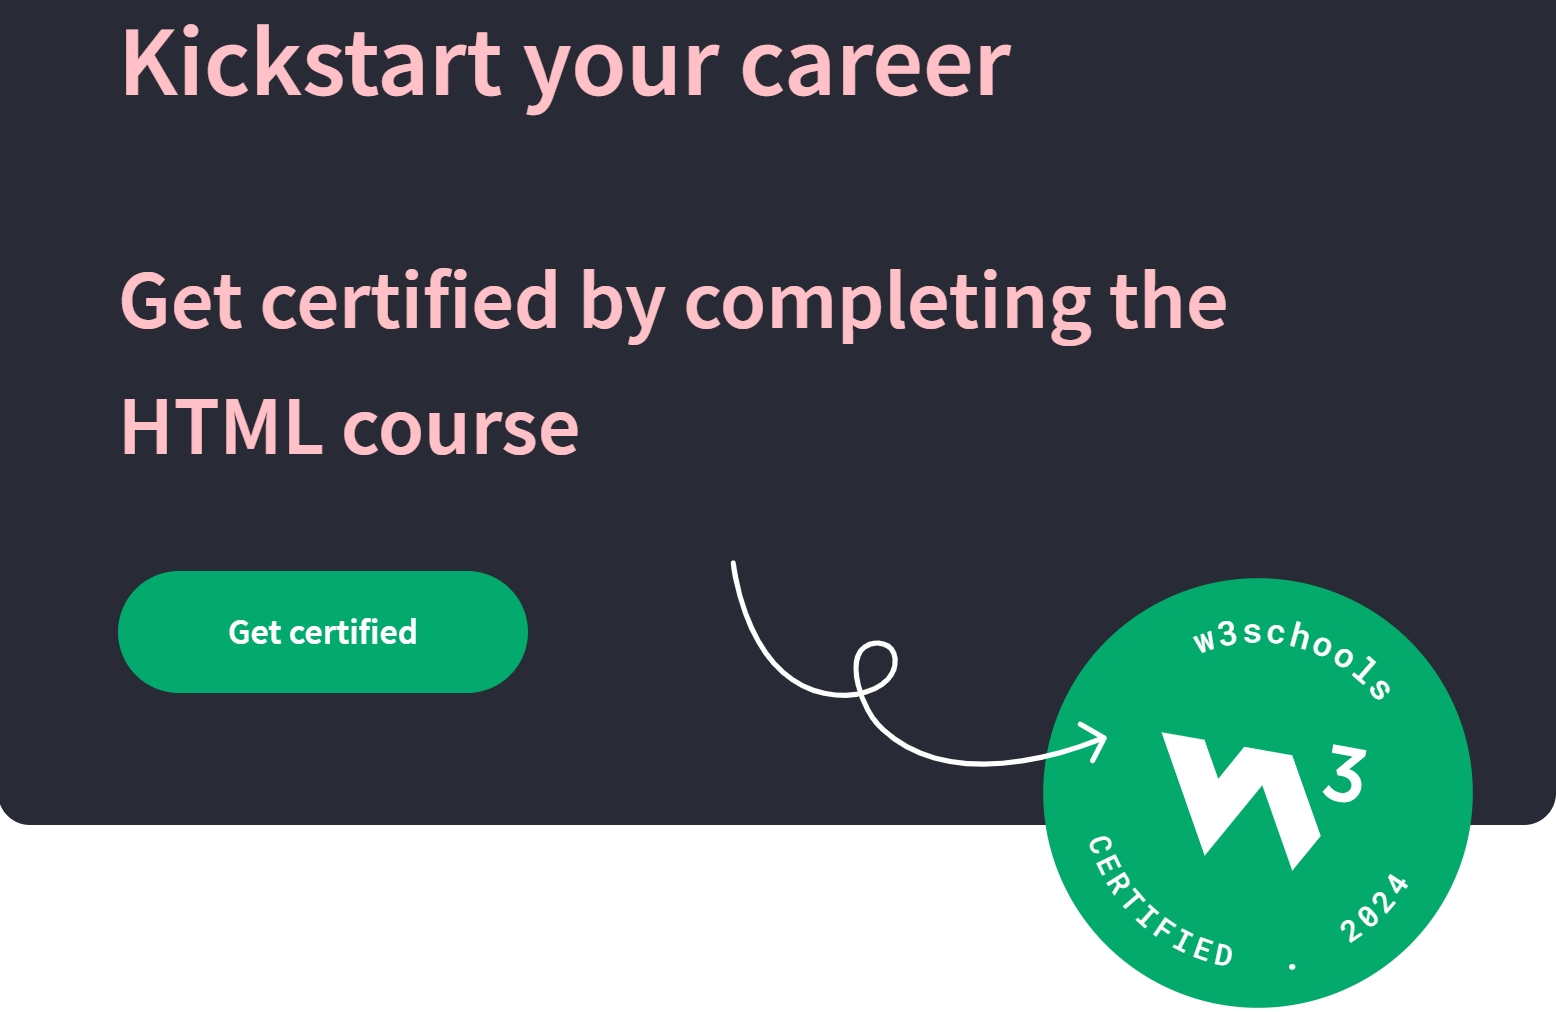 Kickstart your career
Get certified by completing the
HTML course
Get certified
w3schools
W3
CERTIFIED . 2024